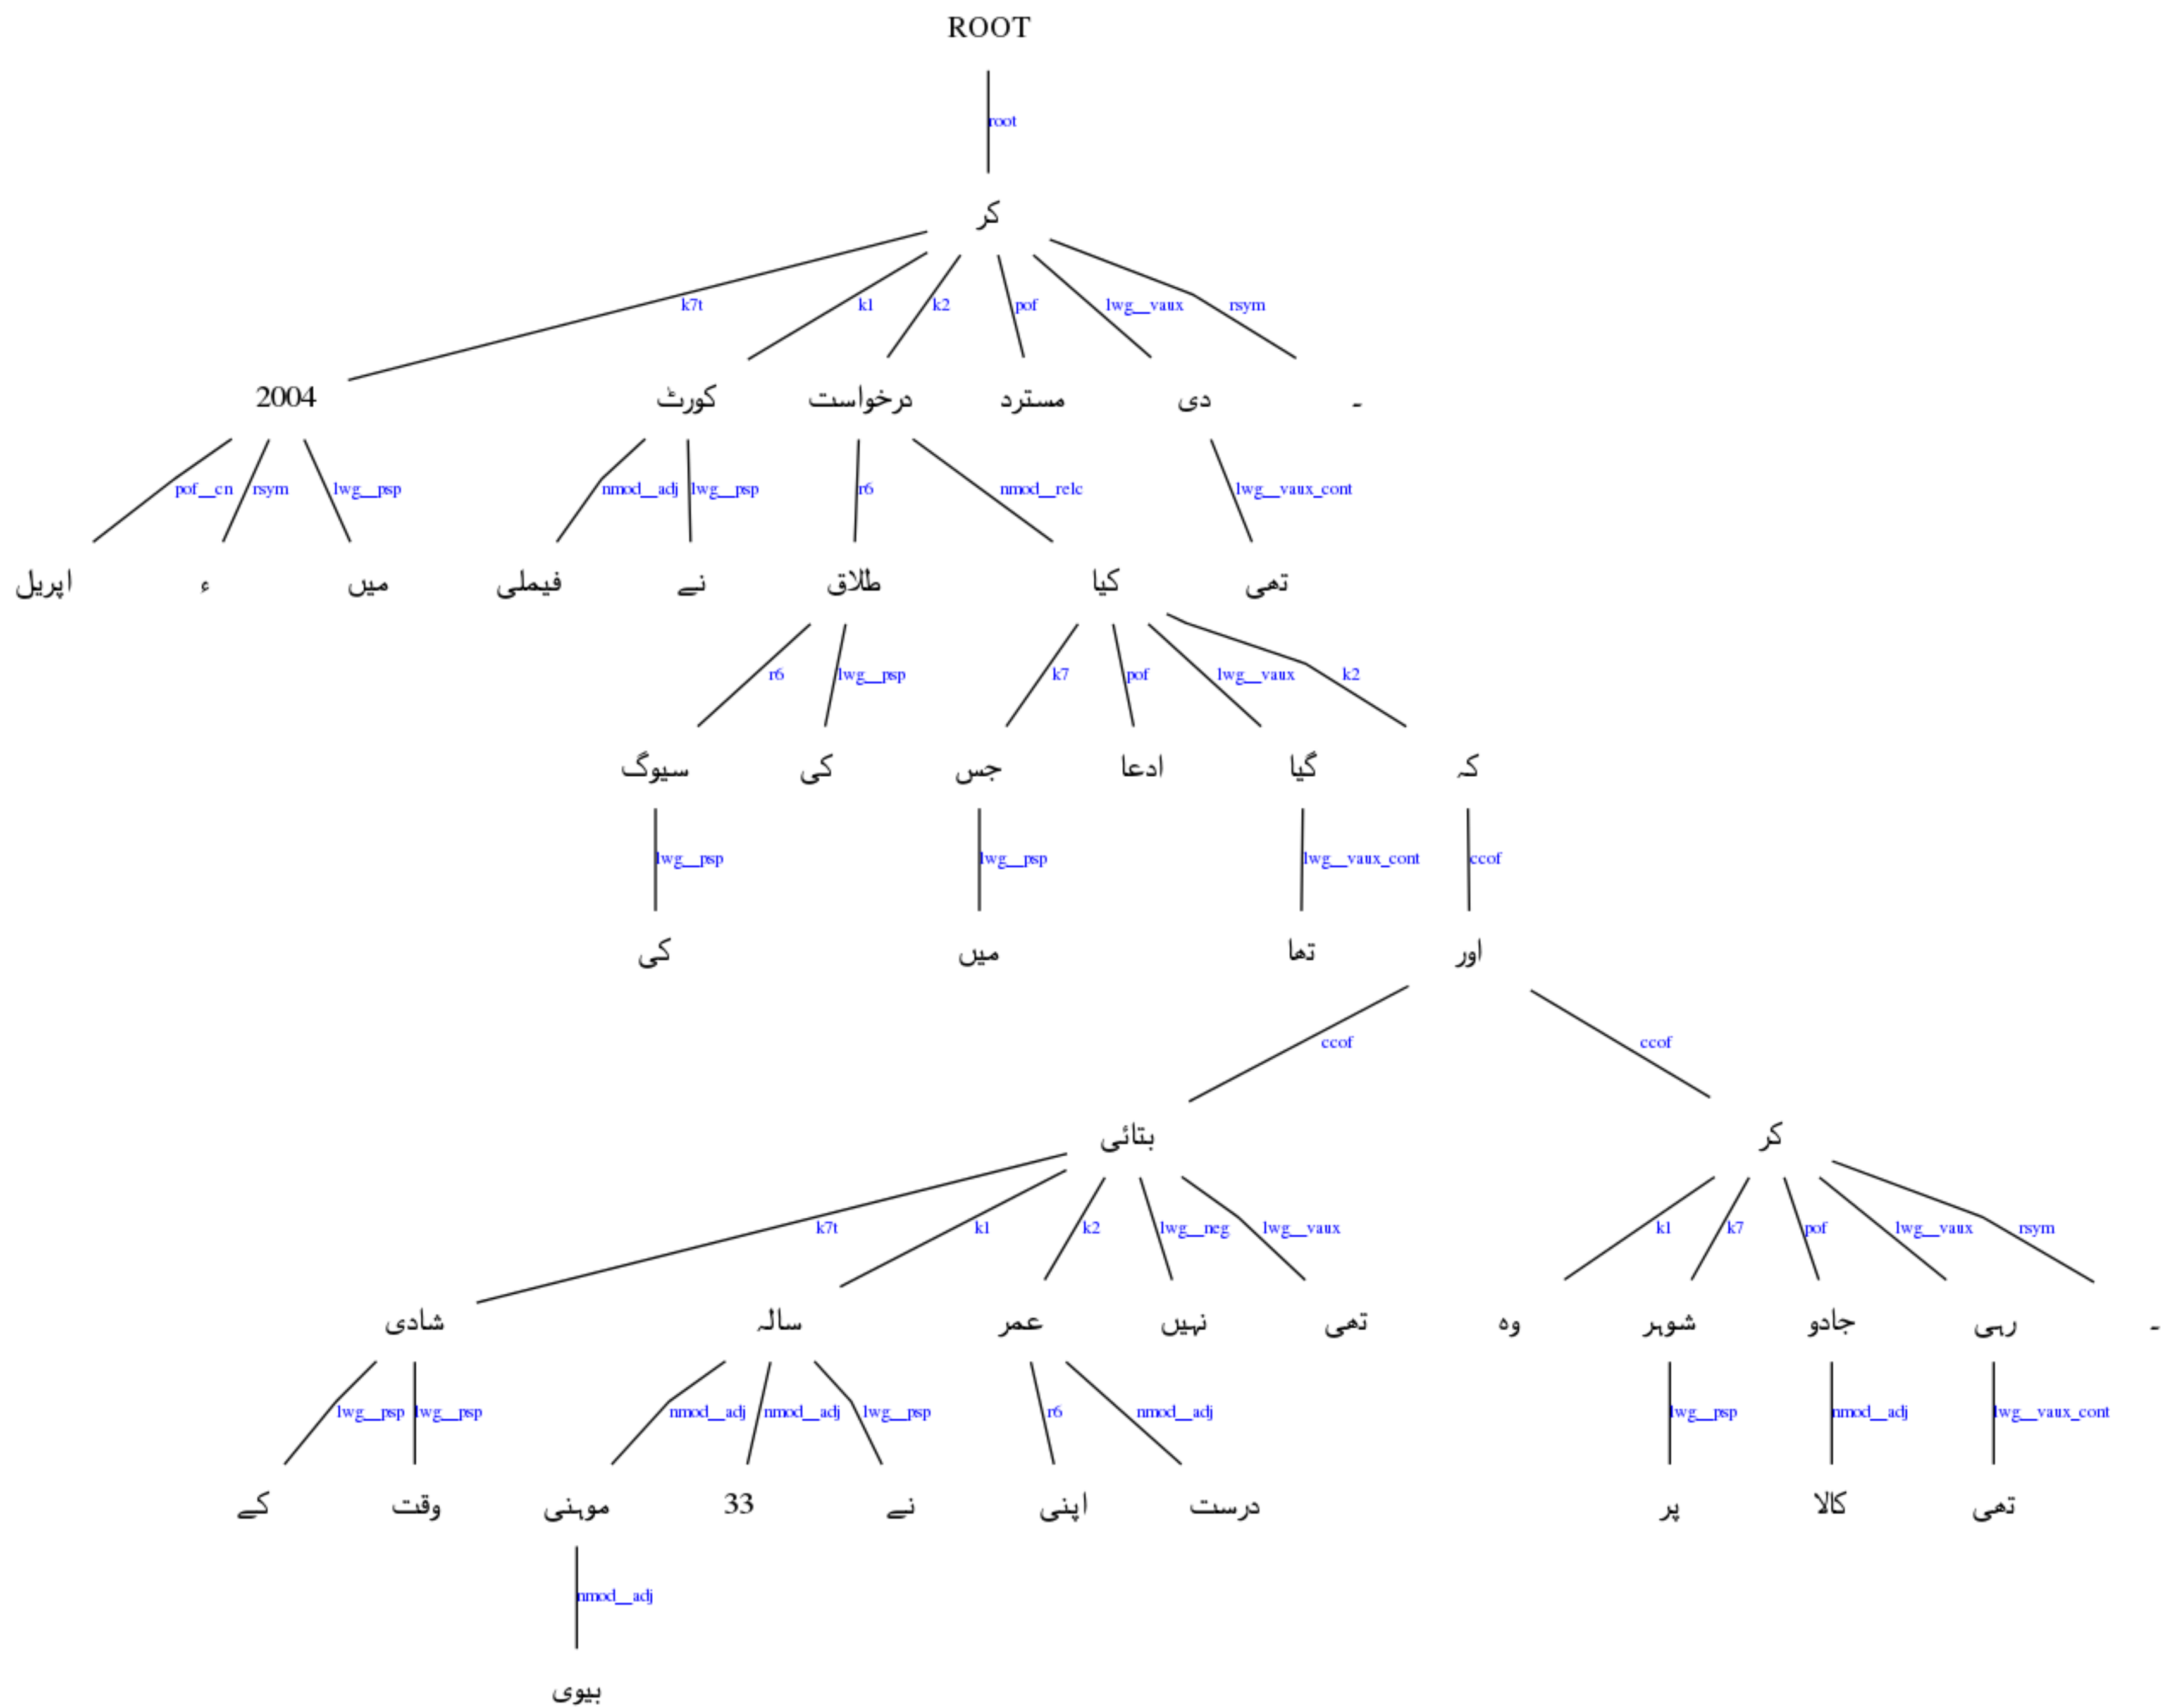 ROOT
root
کر
k7t k1 k2 pof lwg__vaux rsym
2004 کورٹ درخواست مسترد دی ۔
pof__cn rsym lwg__psp nmod__adj lwg__psp r6 nmod__relc lwg__vaux_cont
اپریل ء میں فیملی نے طلاق کیا تھی
r6 lwg__psp k7 pof lwg__vaux k2
سیوگ کی جس ادعا گیا کہ
lwg__psp lwg__psp lwg__vaux_cont ccof
کی میں تھا اور
ccof ccof
بتائی کر
k7t k1 k2 lwg__neg lwg__vaux k1 k7 pof lwg__vaux rsym
شادی سالہ عمر نہیں تھی وہ شوہر جادو رہی ۔
lwg__psp lwg__psp nmod__adj nmod__adj lwg__psp r6 nmod__adj lwg__psp nmod__adj lwg__vaux_cont
کے وقت موہنی 33 نے اپنی درست پر کالا تھی
nmod__adj
بیوی